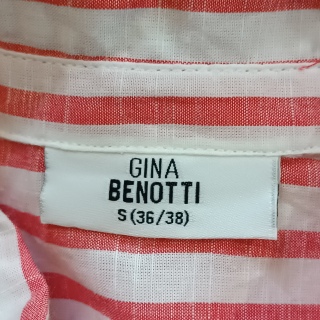 GINA
BENOTTI
S (36/38)